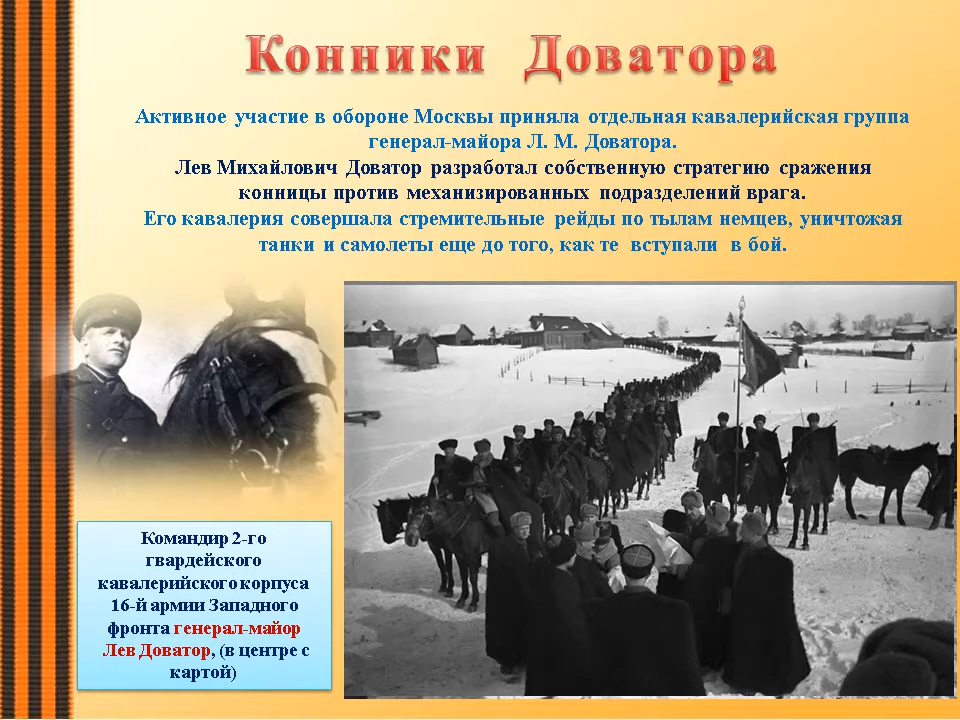 Конники Доватора
Активное участие в обороне Москвы приняла отдельная кавалерийская группа
генерал-майора Л. М. Доватора.
Лев Михайлович Доватор разработал собственную стратегию сражения
конницы против механизированных подразделений врага.
Его кавалерия совершала стремительные рейды по тылам немцев, уничтожая
танки и самолеты еще до того, как те вступали в бой.
Командир 2-го
гвардейского
кавалерийского корпуса
16-й армии Западного
фронта генерал-майор
Лев Доватор, (в центре с
картой)